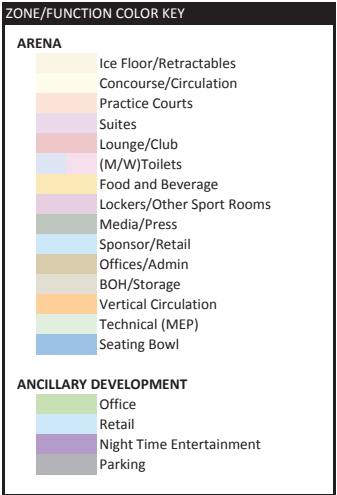 ZONE/FUNCTION COLOR KEY
ARENA
Ice Floor/Retractables
Concourse/Circulation
Practice Courts
Suites
Lounge/Club
(M/W)Toilets
Food and Beverage
Lockers/Other Sport Rooms
Media/Press
Sponsor/Retail
Offices/Admin
BOH/Storage
Vertical Circulation
Technical (MEP)
Seating Bowl
ANCILLARY DEVELOPMENT
Office
Retail
Night Time Entertainment
Parking